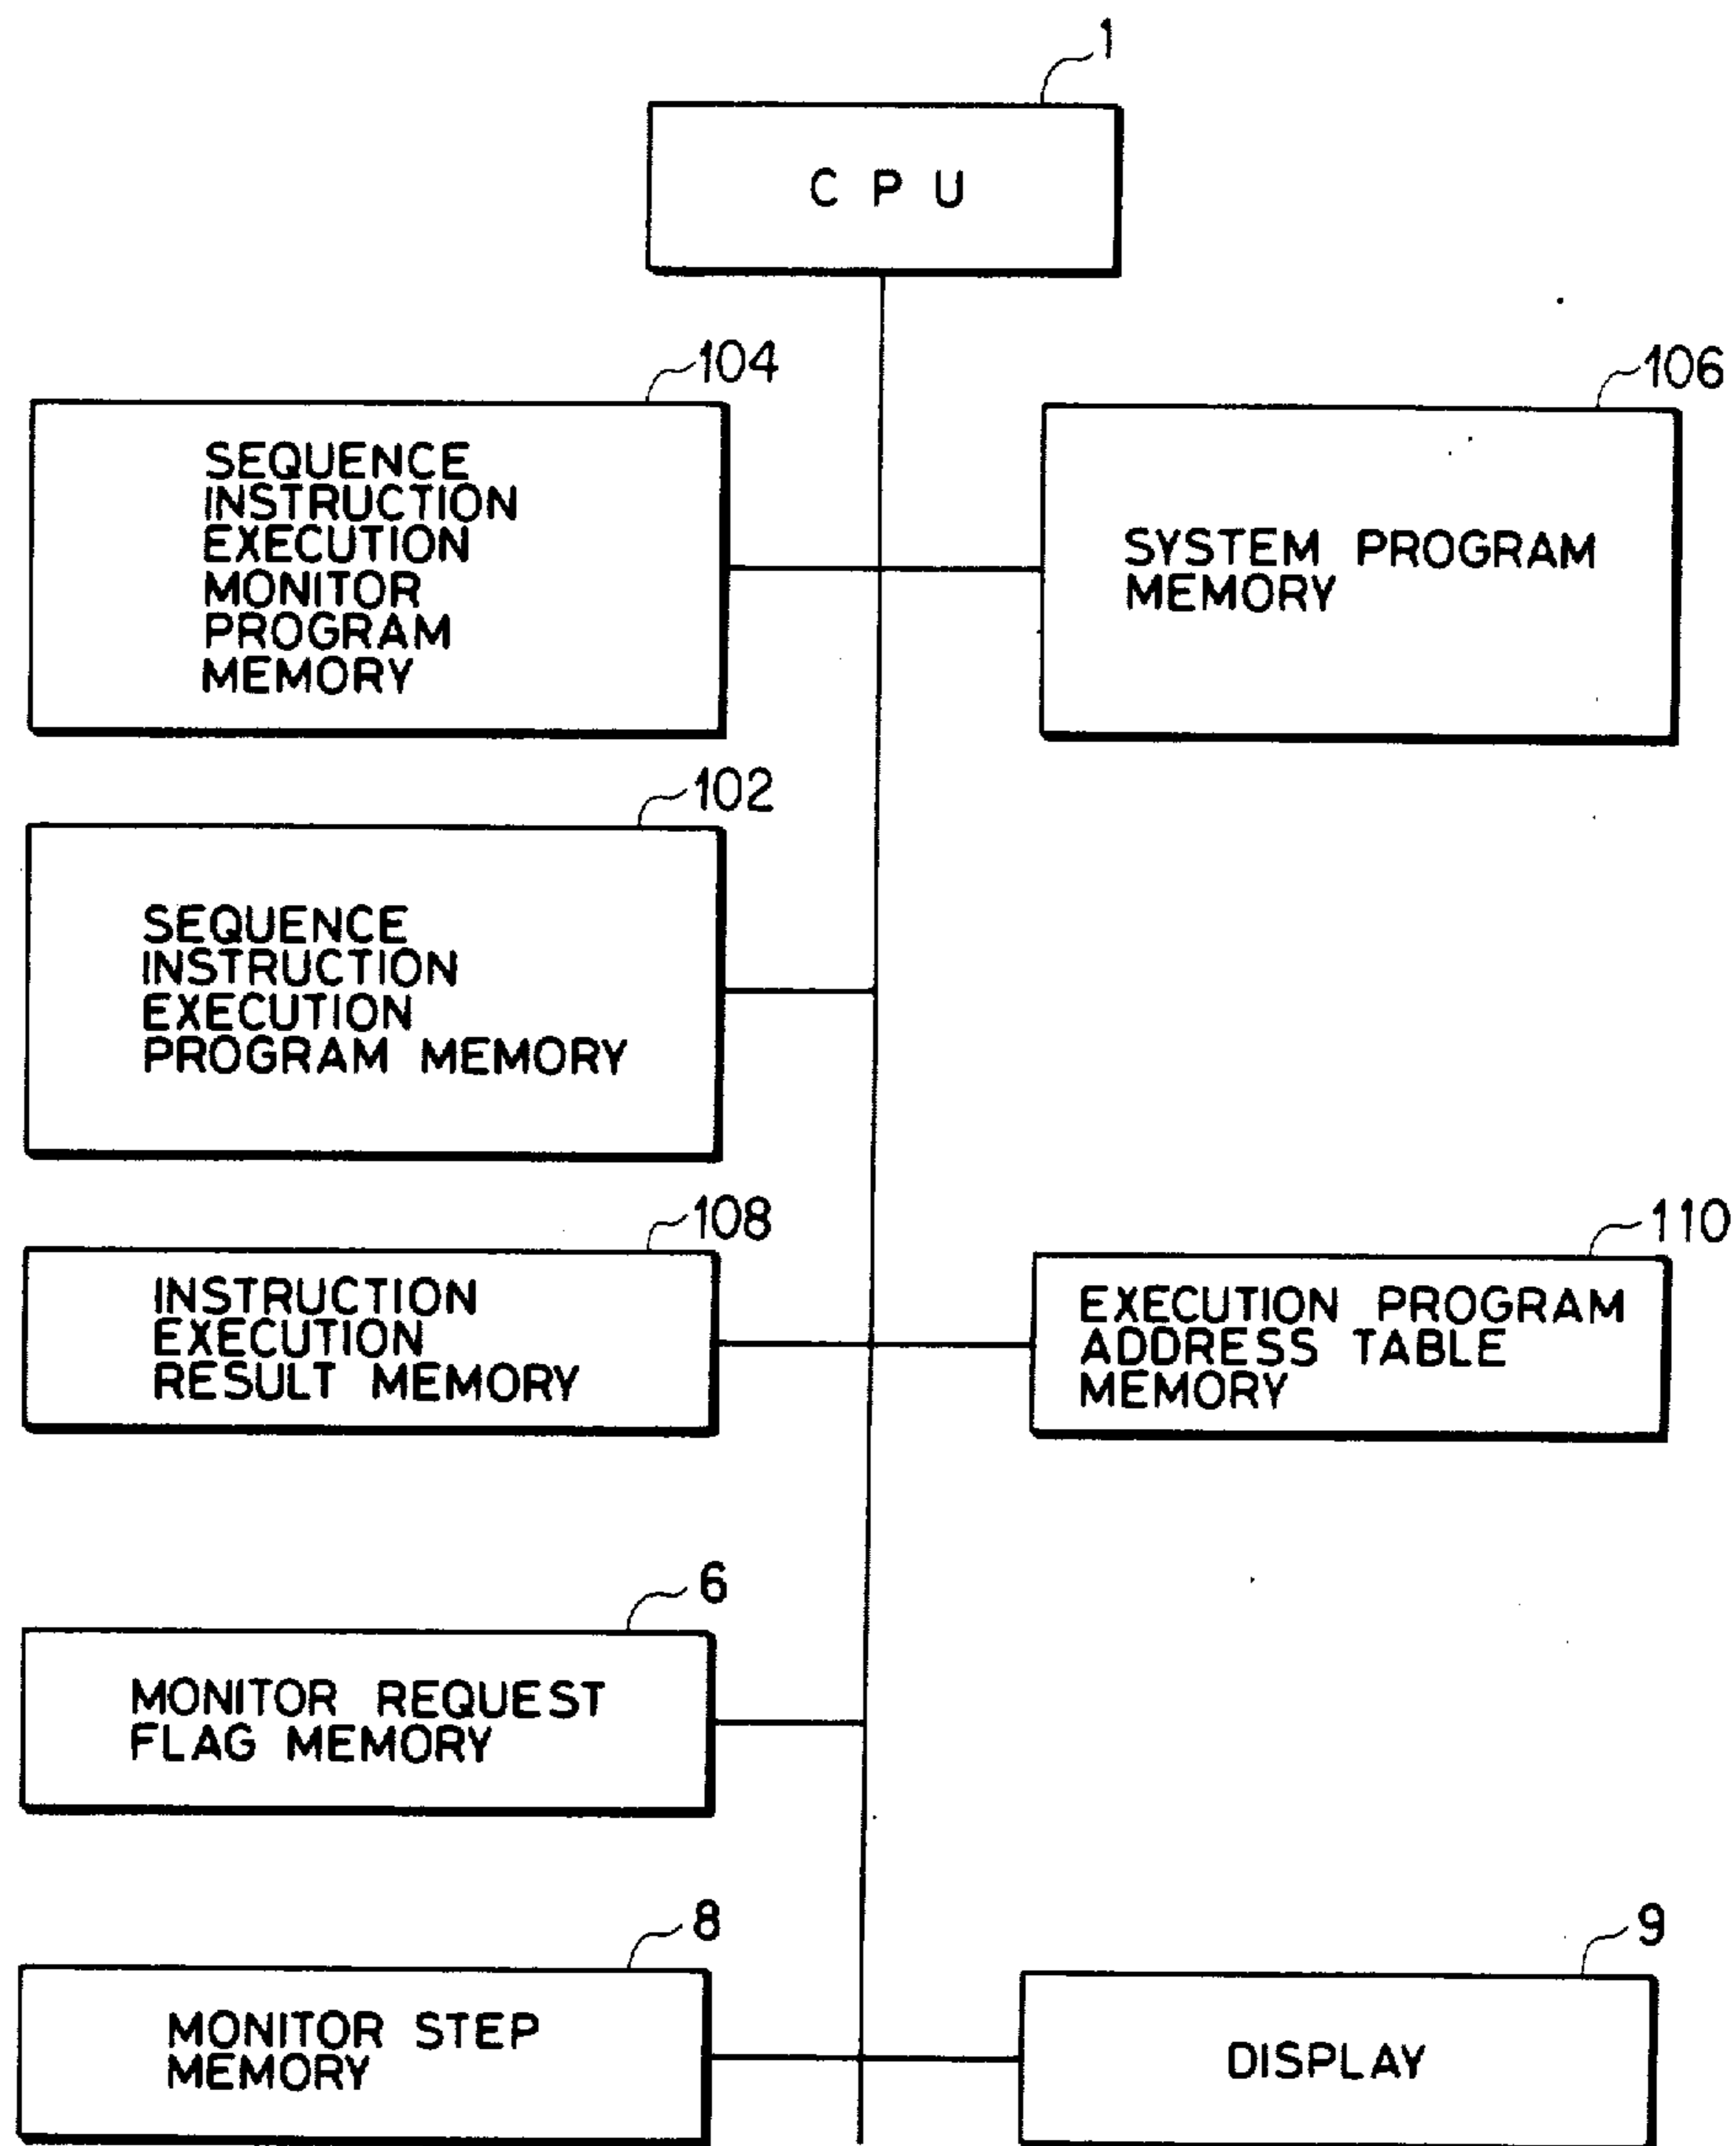 1
C P U
104
SEQUENCE
INSTRUCTION
EXECUTION
MONITOR
PROGRAM
MEMORY
106
SYSTEM PROGRAM
MEMORY
102
SEQUENCE
INSTRUCTION
EXECUTION
PROGRAM MEMORY
108
INSTRUCTION
EXECUTION
RESULT MEMORY
110
EXECUTION PROGRAM
ADDRESS TABLE
MEMORY
6
MONITOR REQUEST
FLAG MEMORY
8
MONITOR STEP
MEMORY
9
DISPLAY